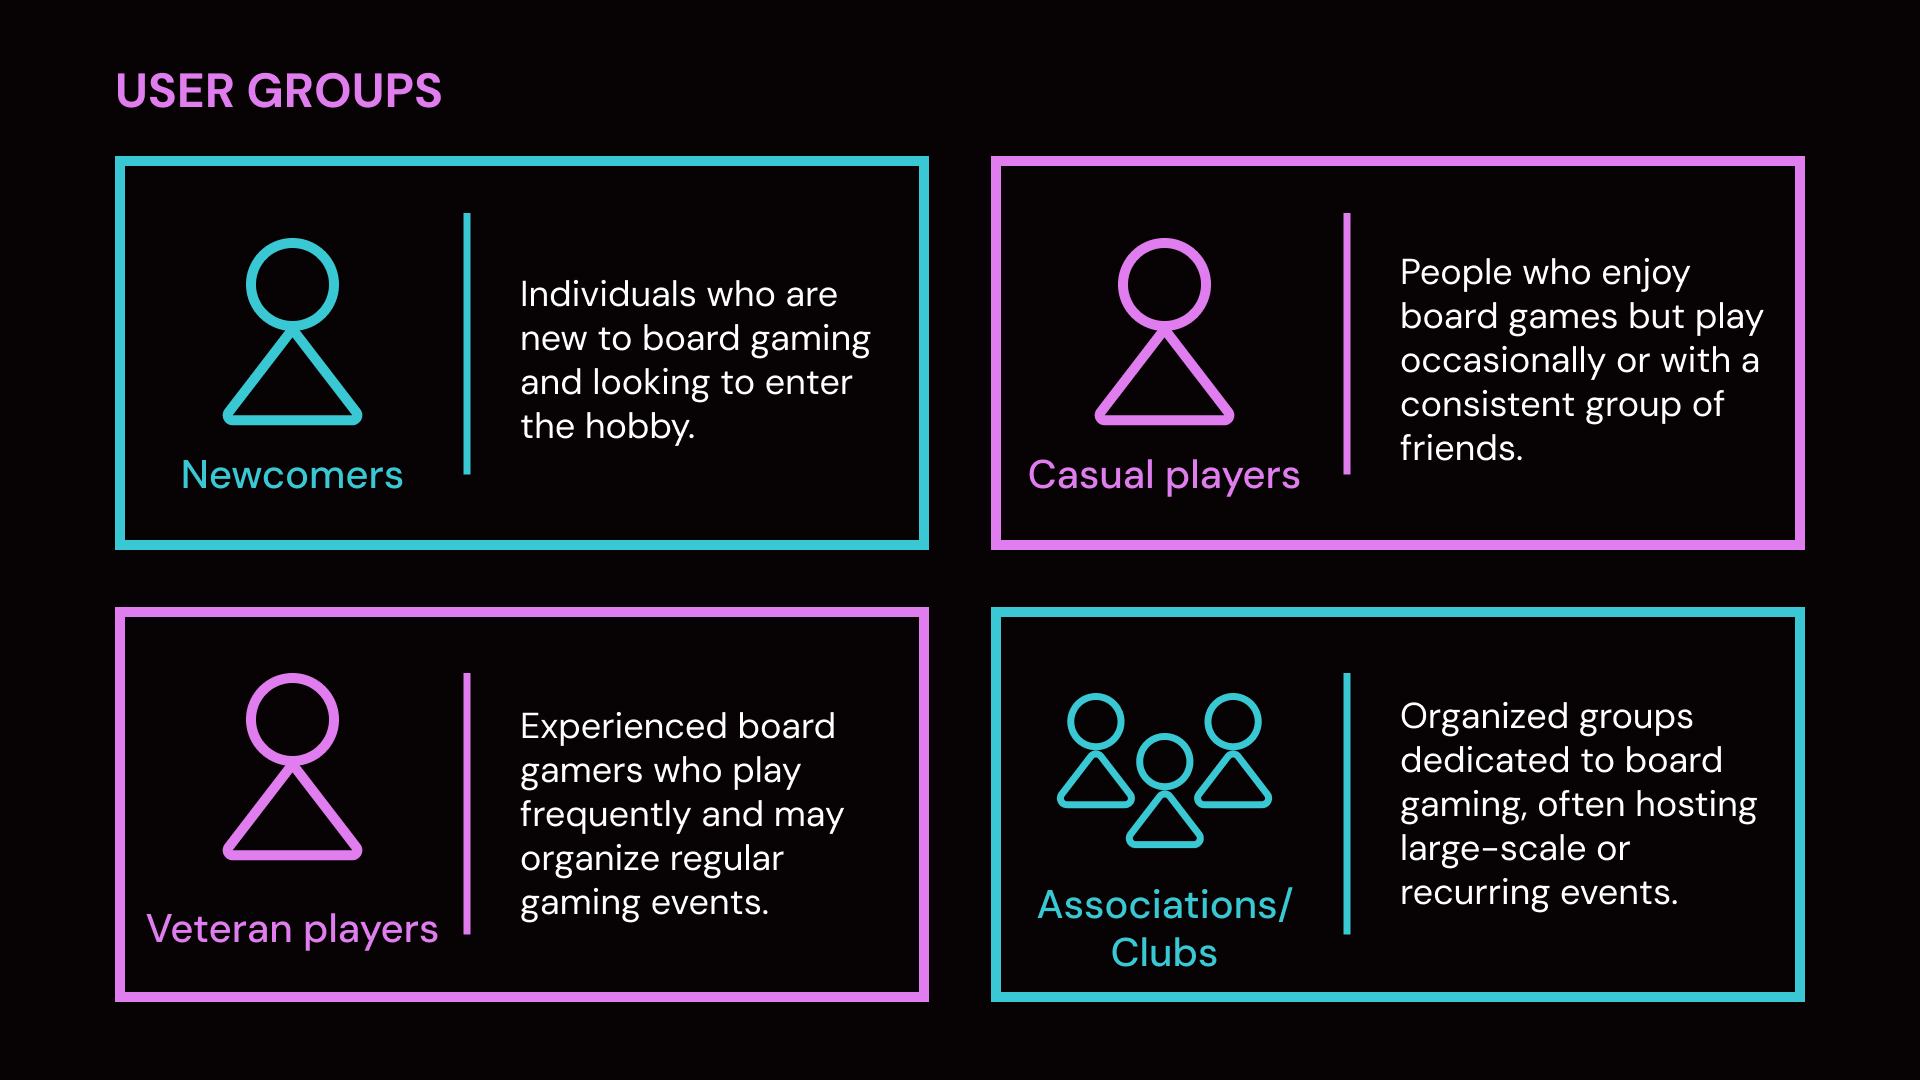 USER GROUPS
Newcomers
Individuals who are
new to board gaming
and looking to enter
the hobby.
Casual players
People who enjoy
board games but play
occasionally or with a
consistent group of
friends.
Veteran players
Experienced board
gamers who play
frequently and may
organize regular
gaming events.
Associations/
Clubs
Organized groups
dedicated to board
gaming, often hosting
large-scale or
recurring events.